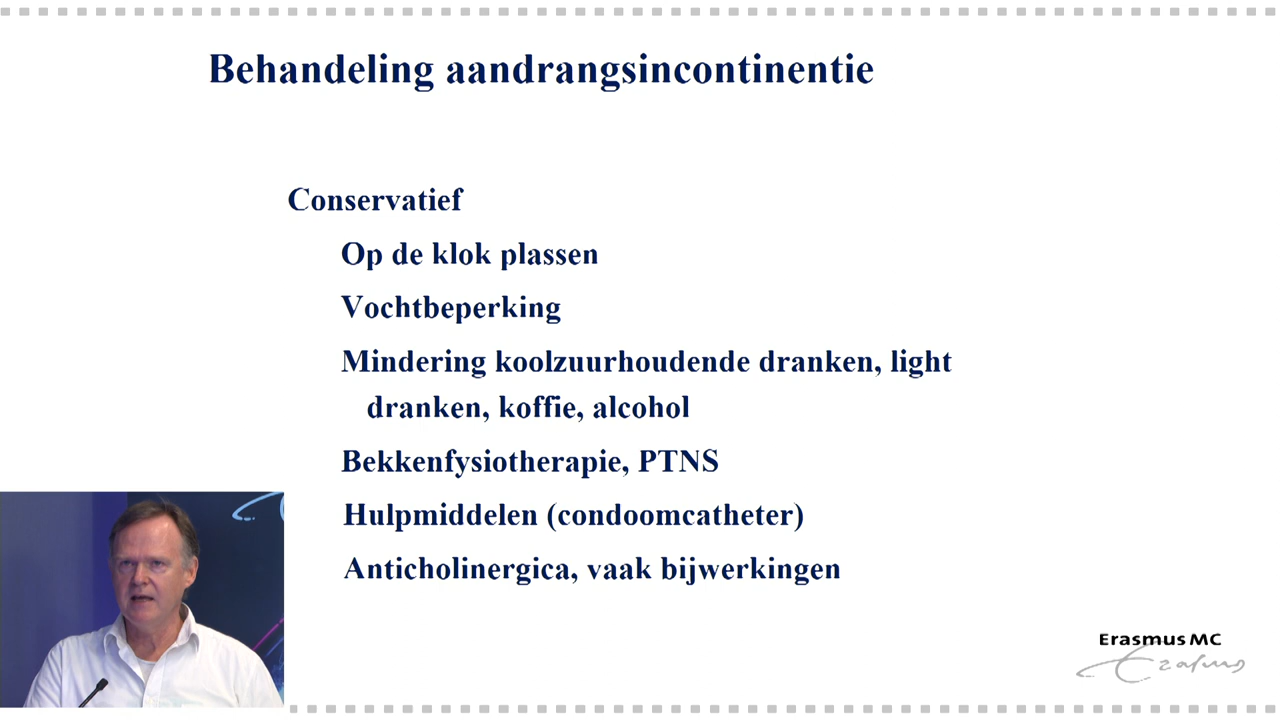 Behandeling aandrangsincontinentie
Conservatief
Op de klok plassen
Vochtbeperking
Mindering koolzuurhoudende dranken, light
dranken, koffie, alcohol
Bekkenfysiotherapie, PTNS
Hulpmiddelen (condoomcatheter)
Anticholinergica, vaak bijwerkingen
Erasmus MC
Erasmus